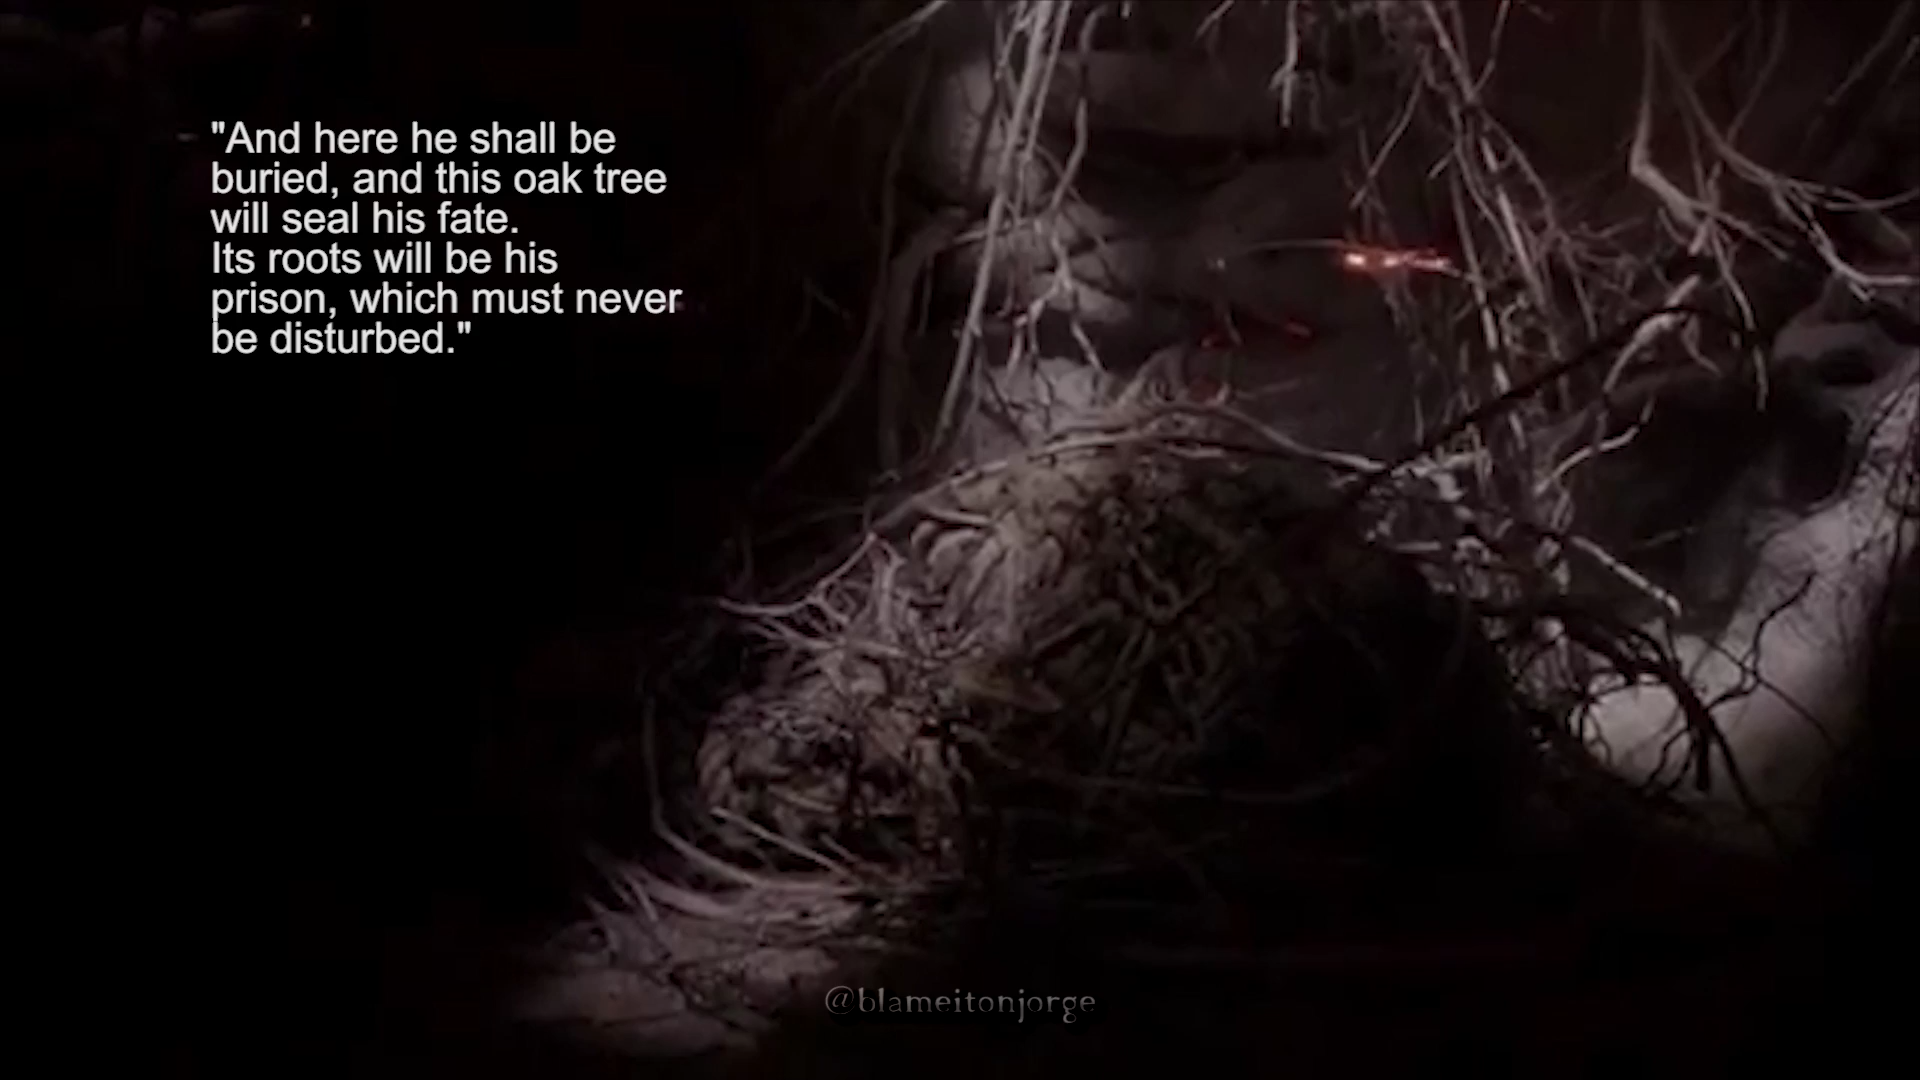 "And here he shall be
buried, and this oak tree
will seal his fate.
Its roots will be his
prison, which must never
be disturbed."
@blameitonjorge